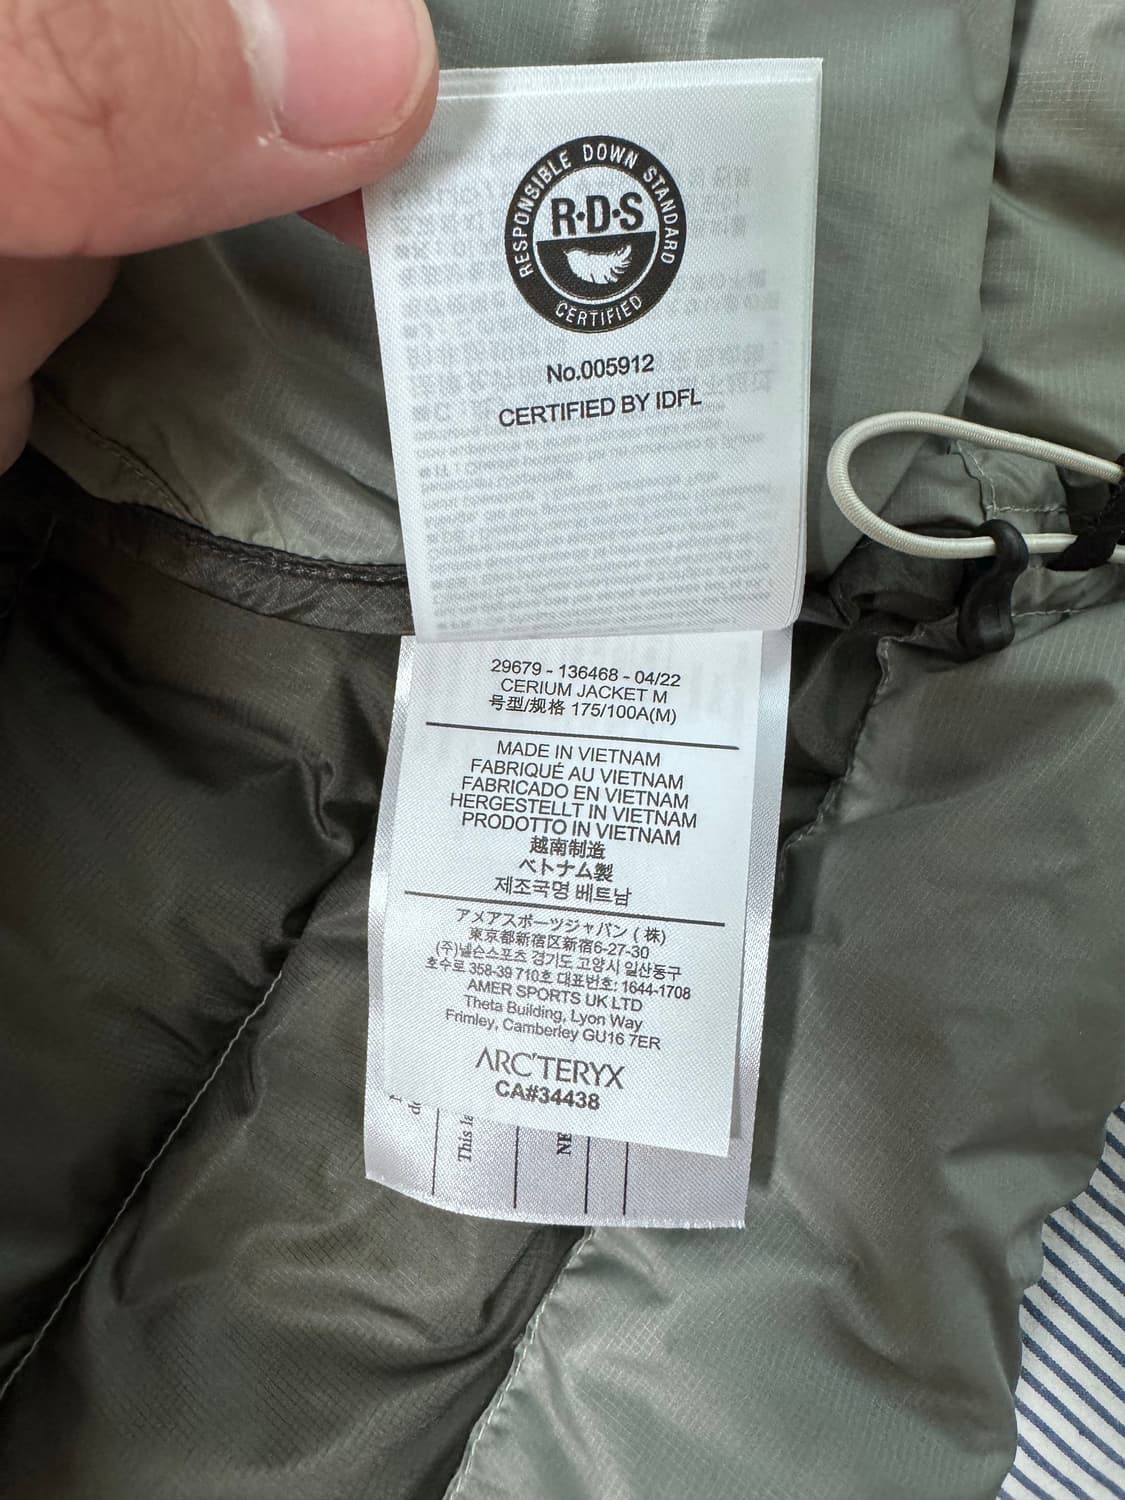 RESPONSIBLE DOWN STANDARD
R·D·S
CERTIFIED
No.005912
CERTIFIED BY IDFL
29679 - 136468 - 04/22
CERIUM JACKET M
号型/规格 175/100A(M)
MADE IN VIETNAM
FABRIQUÉ AU VIETNAM
FABRICADO EN VIETNAM
HERGESTELLT IN VIETNAM
PRODOTTO IN VIETNAM
越南制造
ベトナム製
제조국명 베트남
アメアスポーツジャパン (株)
東京都新宿区新宿6-27-30
(주)넬슨스포츠 경기도 고양시 일산동구
호수로 358-39 710호 대표번호: 1644-1708
AMER SPORTS UK LTD
Theta Building, Lyon Way
Frimley, Camberley GU16 7ER
ARC'TERYX
CA#34438
This